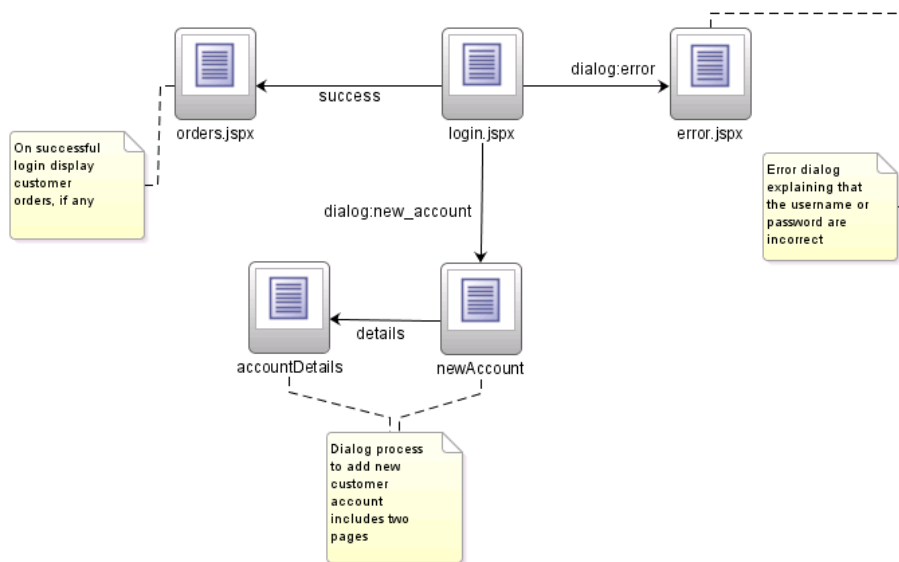 dialog:error
success
orders.jspx
login.jspx
error.jspx
On successful
login display
customer
orders, if any
Error dialog
explaining that
the username or
password are
incorrect
dialog:new_account
details
accountDetails
newAccount
Dialog process
to add new
customer
account
includes two
pages